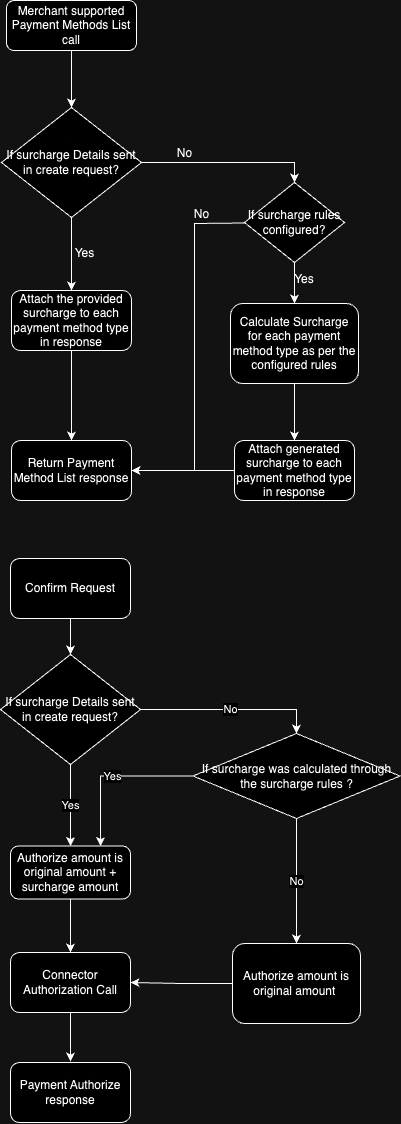 Merchant supported
Payment Methods List
call
If surcharge Details sent
in create request?
No
If surcharge rules
configured?
No
Yes
Yes
Attach the provided
surcharge to each
payment method type
in response
Calculate Surcharge
for each payment
method type as per the
configured rules
Return Payment
Method List response
Attach generated
surcharge to each
payment method type
in response
Confirm Request
If surcharge Details sent
in create request?
No
If surcharge was calculated through
the surcharge rules ?
Yes
Yes
Authorize amount is
original amount +
surcharge amount
No
Connector
Authorization Call
Authorize amount is
original amount
Payment Authorize
response